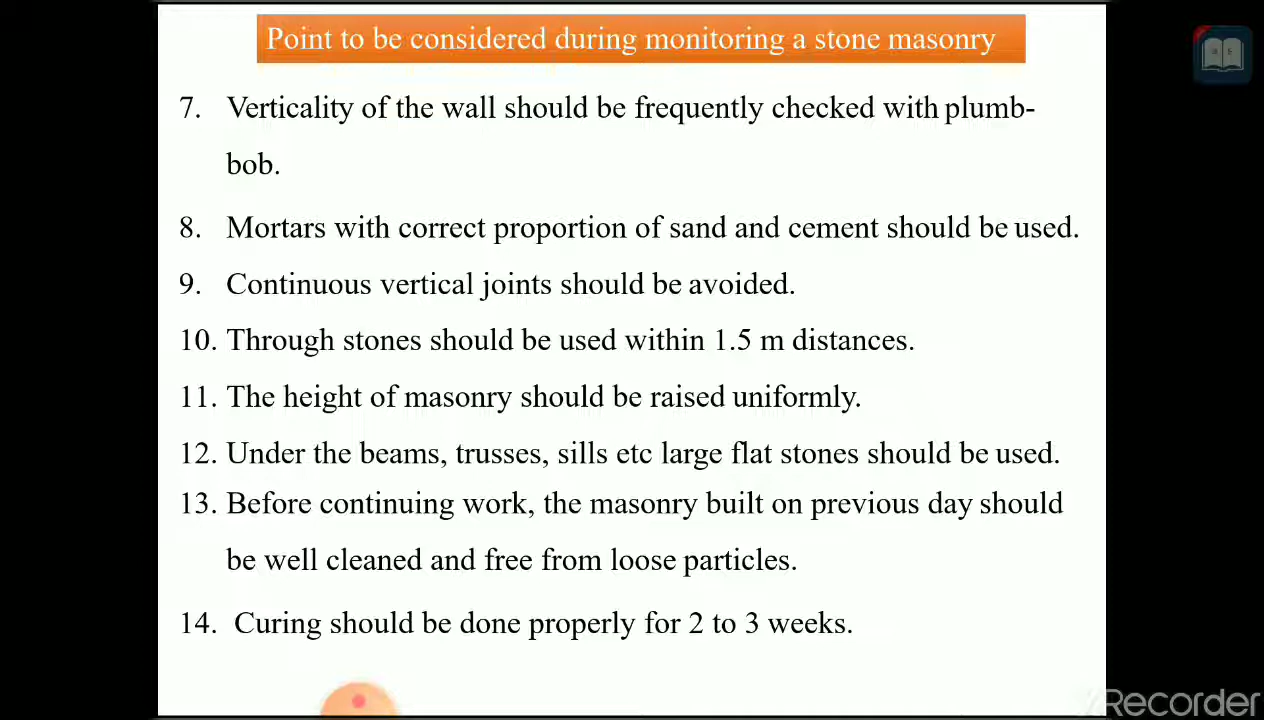 Point to be considered during monitoring a stone masonry
7. Verticality of the wall should be frequently checked with plumb-
bob.
8. Mortars with correct proportion of sand and cement should be used.
9. Continuous vertical joints should be avoided.
10. Through stones should be used within 1.5 m distances.
11. The height of masonry should be raised uniformly.
12. Under the beams, trusses, sills etc large flat stones should be used.
13. Before continuing work, the masonry built on previous day should
be well cleaned and free from loose particles.
14. Curing should be done properly for 2 to 3 weeks.
Recorder